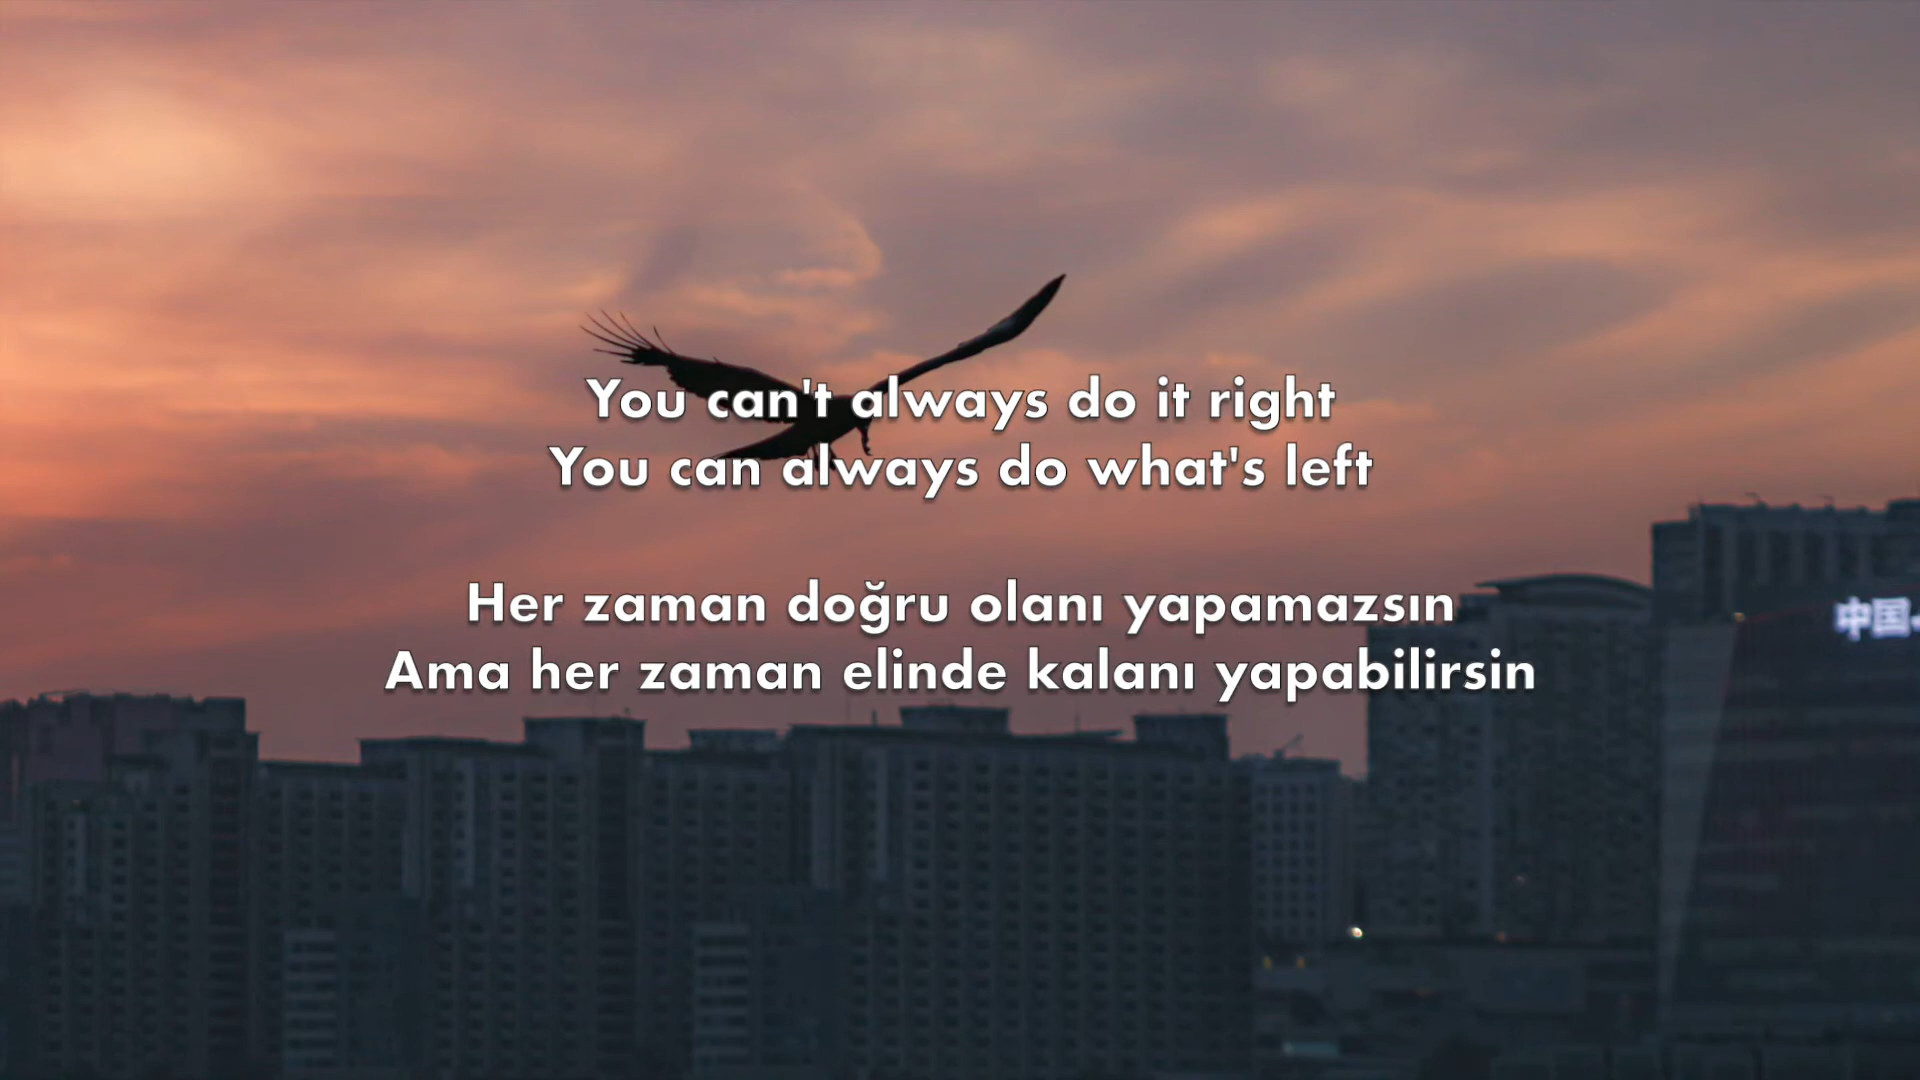 You can't always do it right
You can always do what's left
Her zaman doğru olanı yapamazsın
Ama her zaman elinde kalanı yapabilirsin
中国